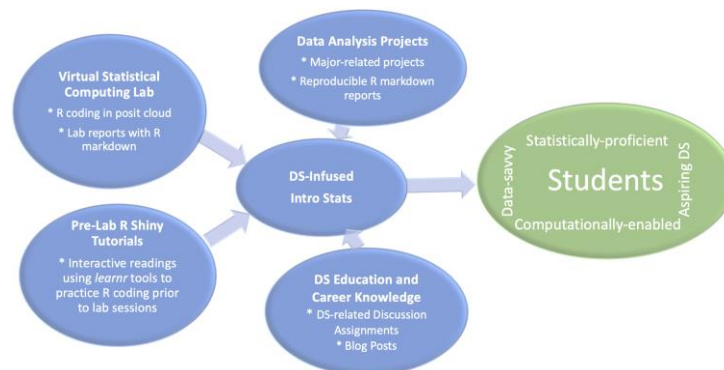 Virtual Statistical
Computing Lab
* R coding in posit cloud
* Lab reports with R
markdown
Data Analysis Projects
* Major-related projects
* Reproducible R markdown
reports
DS-Infused
Intro Stats
Pre-Lab R Shiny
Tutorials
* Interactive readings
using learnr tools to
practice R coding prior
to lab sessions
DS Education and
Career Knowledge
* DS-related Discussion
Assignments
* Blog Posts
Statistically-proficient
Data-savvy
Students
Aspiring DS
Computationally-enabled